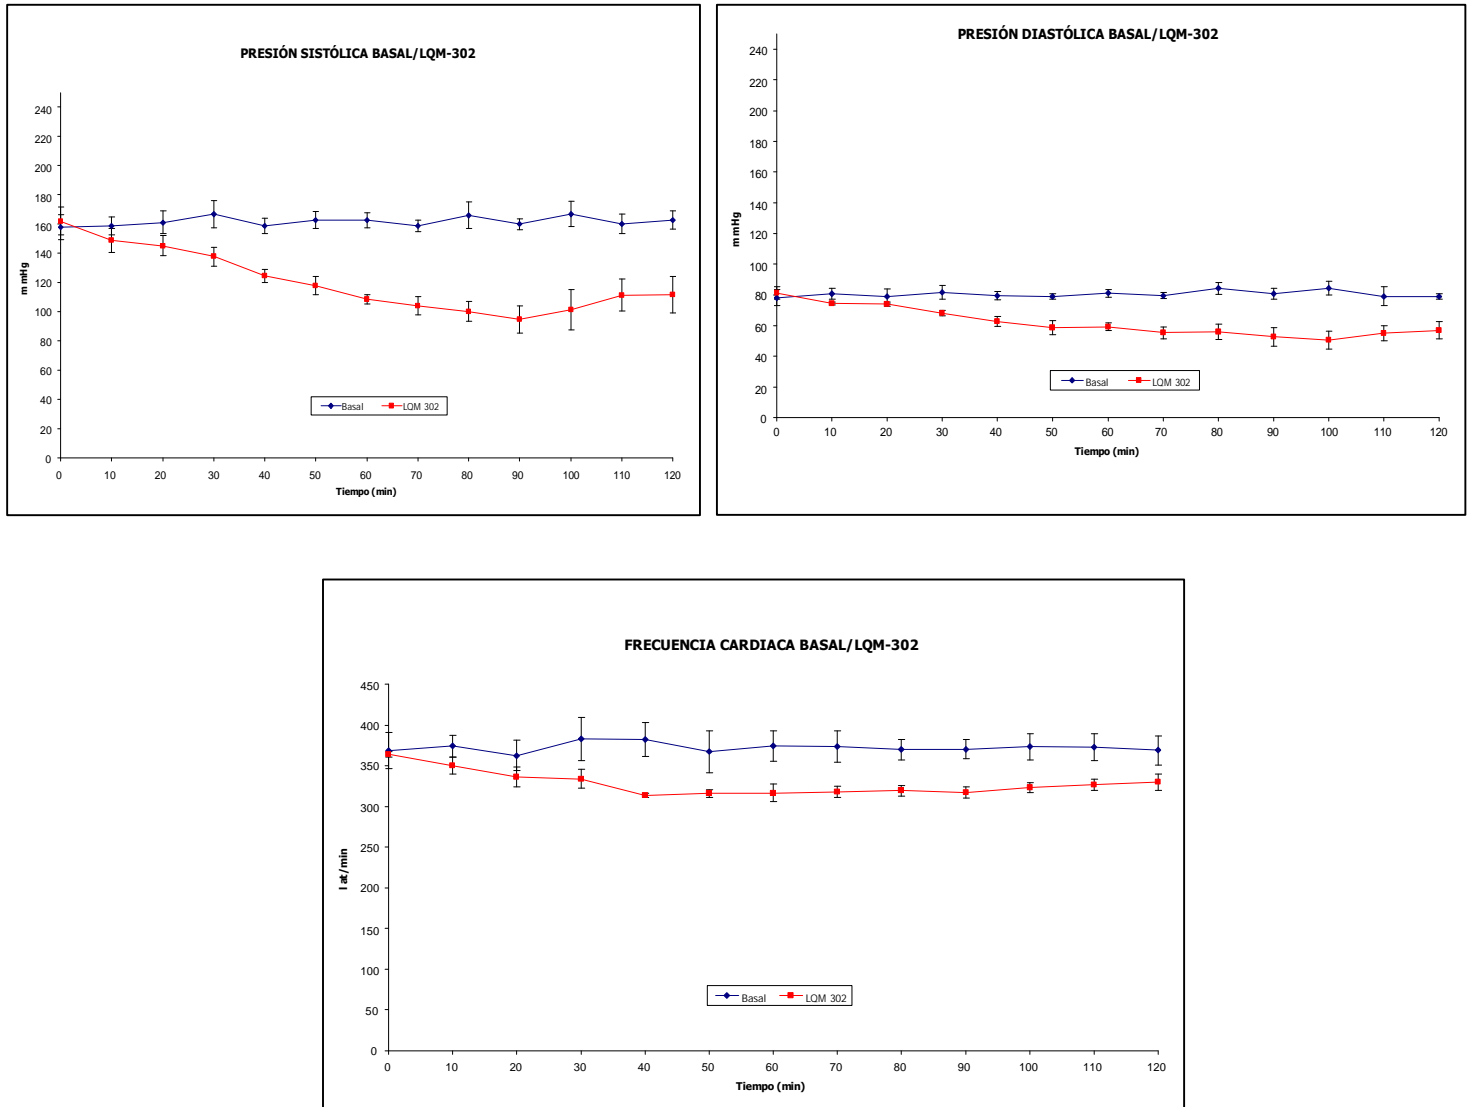 PRESIÓN SISTÓLICA BASAL/LQM-302
240
220
200
180
160
140
120
100
80
60
40
20
0
m mHg
0 10 20 30 40 50 60 70 80 90 100 110 120
Tiempo (min)
Basal LQM 302
PRESIÓN DIASTÓLICA BASAL/LQM-302
240
220
200
180
160
140
120
100
80
60
40
20
0
m mHg
0 10 20 30 40 50 60 70 80 90 100 110 120
Tiempo (min)
Basal LQM 302
FRECUENCIA CARDIACA BASAL/LQM-302
450
400
350
300
250
200
150
100
50
0
lat/min
0 10 20 30 40 50 60 70 80 90 100 110 120
Tiempo (min)
Basal LQM 302